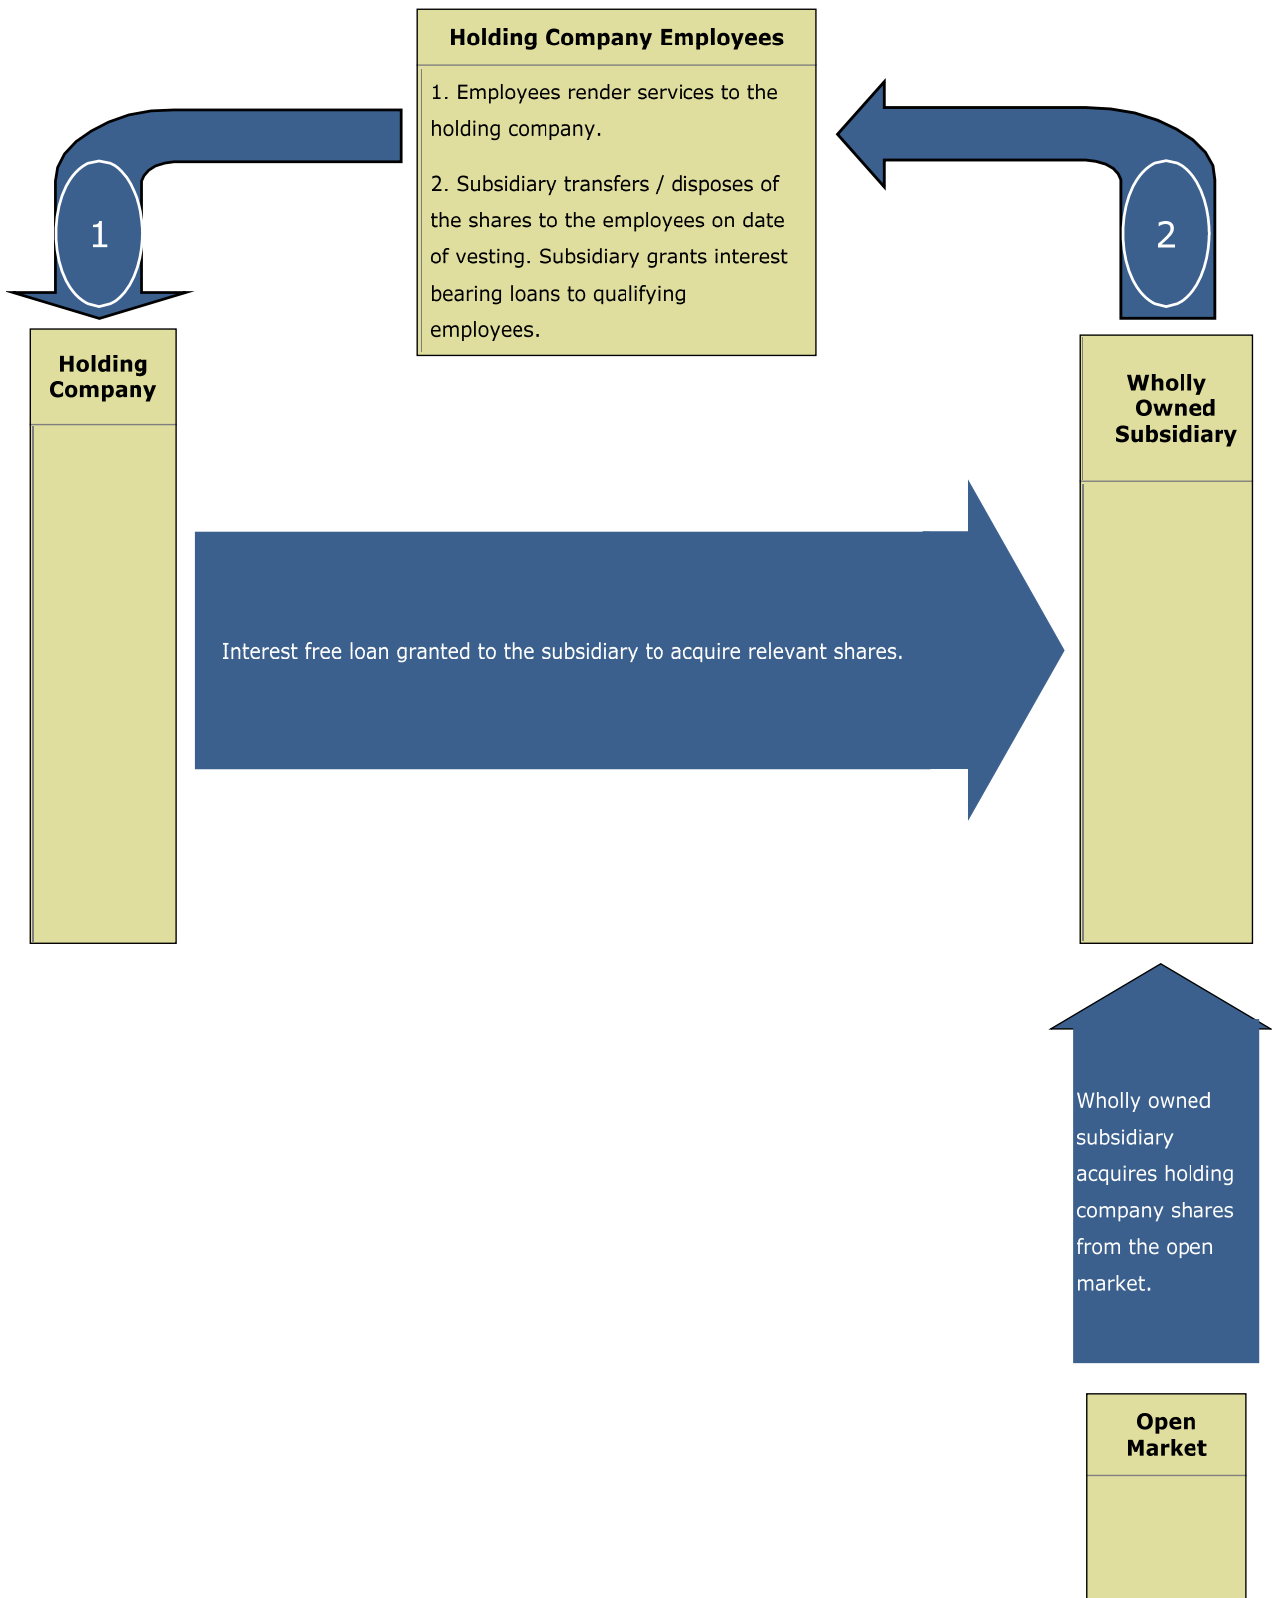 Holding Company Employees
1. Employees render services to the
holding company.
2. Subsidiary transfers / disposes of
the shares to the employees on date
of vesting. Subsidiary grants interest
bearing loans to qualifying
employees.
1
2
Holding
Company
Wholly
Owned
Subsidiary
Interest free loan granted to the subsidiary to acquire relevant shares.
Wholly owned
subsidiary
acquires holding
company shares
from the open
market.
Open
Market